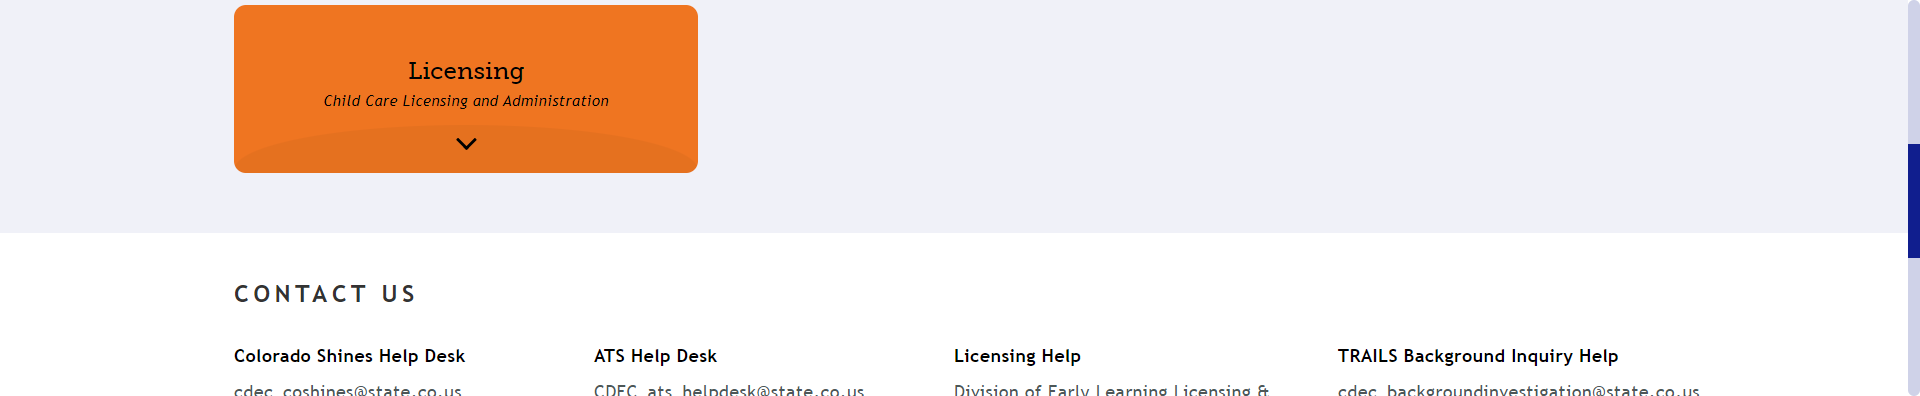 Licensing
Child Care Licensing and Administration
CONTACT US
Colorado Shines Help Desk
ATS Help Desk
Licensing Help
TRAILS Background Inquiry Help
cdec_coshines@state.co.us
CDEC_ats_helpdesk@state.co.us
Division of Early Learning Licensing &
cdec_backgroundinvestigation@state.co.us